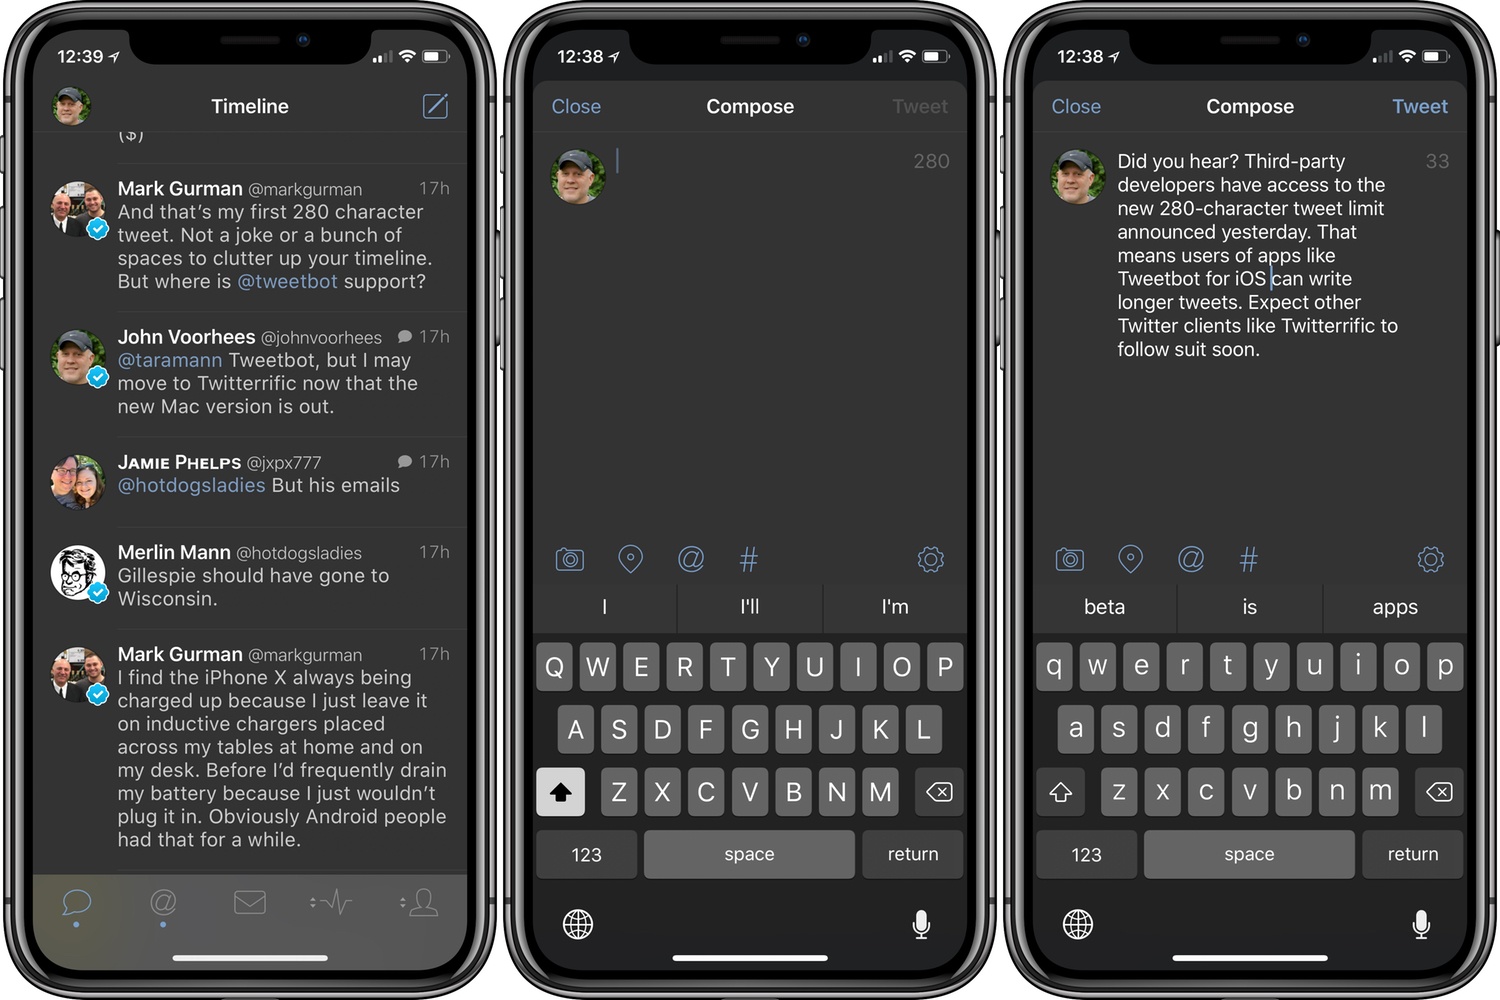 12:39
Timeline
($)
Mark Gurman @markgurman 17h
And that’s my first 280 character
tweet. Not a joke or a bunch of
spaces to clutter up your timeline.
But where is @tweetbot support?
John Voorhees @johnvoorhees 17h
@taramann Tweetbot, but I may
move to Twitterrific now that the
new Mac version is out.
Jamie Phelps @jxpx777 17h
@hotdogsladies But his emails
Merlin Mann @hotdogsladies 17h
Gillespie should have gone to
Wisconsin.
Mark Gurman @markgurman 17h
I find the iPhone X always being
charged up because I just leave it
on inductive chargers placed
across my tables at home and on
my desk. Before I’d frequently drain
my battery because I just wouldn’t
plug it in. Obviously Android people
had that for a while.
@
12:38
Close Compose Tweet
280
@ #
I I'll I'm
Q W E R T Y U I O P
A S D F G H J K L
Z X C V B N M
123 space return
12:38
Close Compose Tweet
Did you hear? Third-party 33
developers have access to the
new 280-character tweet limit
announced yesterday. That
means users of apps like
Tweetbot for iOS can write
longer tweets. Expect other
Twitter clients like Twitterrific to
follow suit soon.
@ #
beta is apps
q w e r t y u i o p
a s d f g h j k l
z x c v b n m
123 space return